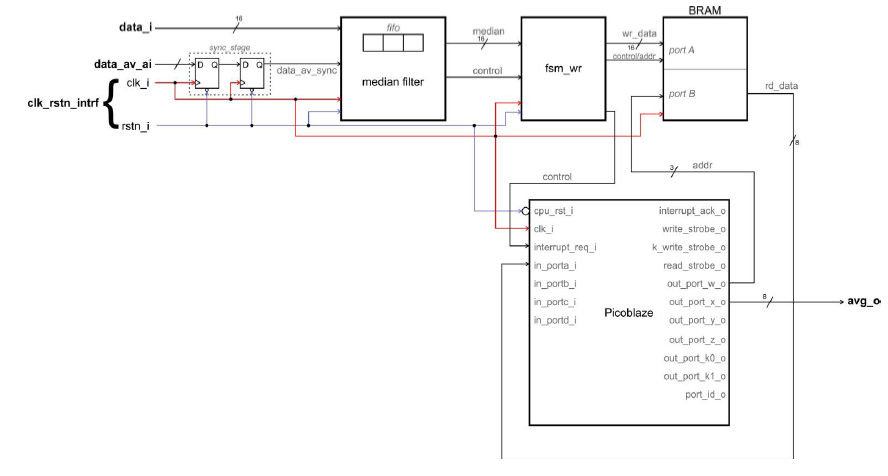 BRAM
data_i
16
fifo
median
16
wr_data
16
control/addr
port A
sync_stage
data_av_ai
D Q
D Q
data_av_sync
median filter
control
fsm_wr
clk_i
port B
rd_data
clk_rstn_intrf
{
rstn_i
8
3
addr
control
cpu_rst_i
interrupt_ack_o
clk_i
write_strobe_o
interrupt_req_i
k_write_strobe_o
in_porta_i
read_strobe_o
in_portb_i
out_port_w_o
in_portc_i
Picoblaze
out_port_x_o
8
avg_o
in_portd_i
out_port_y_o
out_port_z_o
out_port_k0_o
out_port_k1_o
port_id_o